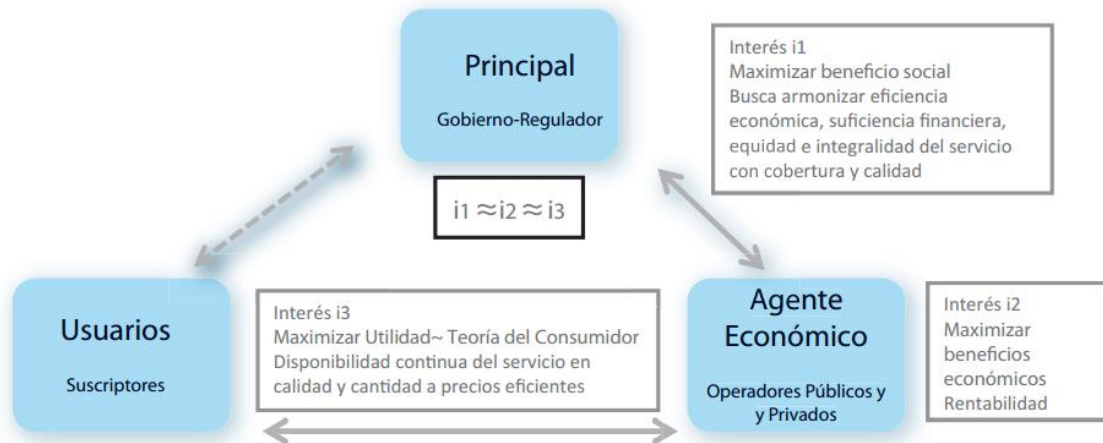 Principal
Gobierno-Regulador
Interés i1
Maximizar beneficio social
Busca armonizar eficiencia
económica, suficiencia financiera,
equidad e integralidad del servicio
con cobertura y calidad
i1 ≈i2 ≈ i3
Usuarios
Suscriptores
Interés i3
Maximizar Utilidad~ Teoría del Consumidor
Disponibilidad continua del servicio en
calidad y cantidad a precios eficientes
Agente
Económico
Operadores Públicos y
y Privados
Interés i2
Maximizar
beneficios
económicos
Rentabilidad